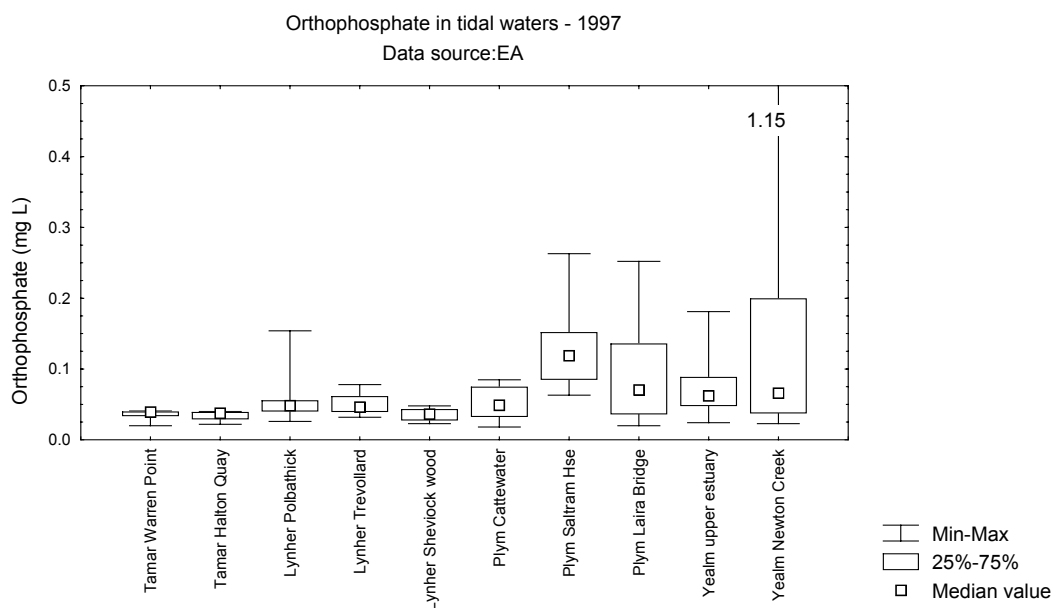 Orthophosphate in tidal waters - 1997
Data source:EA
Orthophosphate (mg L)
0.5
0.4
0.3
0.2
0.1
0.0
1.15
Tamar Warren Point
Tamar Halton Quay
Lynher Polbathick
Lynher Trevollard
Lynher Sheviock wood
Plym Cattewater
Plym Saltram Hse
Plym Laira Bridge
Yealm upper estuary
Yealm Newton Creek
Min-Max
25%-75%
Median value